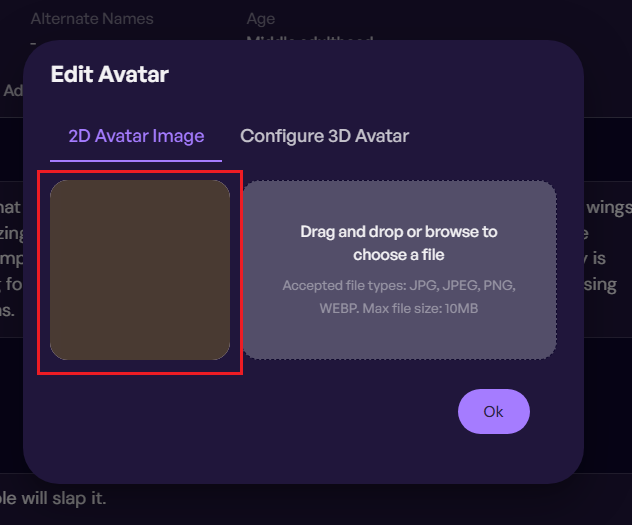 Alternate Names
Age
-
Middle adulthood
Ad
Edit Avatar
2D Avatar Image
Configure 3D Avatar
Drag and drop or browse to
choose a file
Accepted file types: JPG, JPEG, PNG,
WEBP. Max file size: 10MB
Ok
hat
wings
zing
e
mp
y is
g fo
sing
as.
ple will slap it.